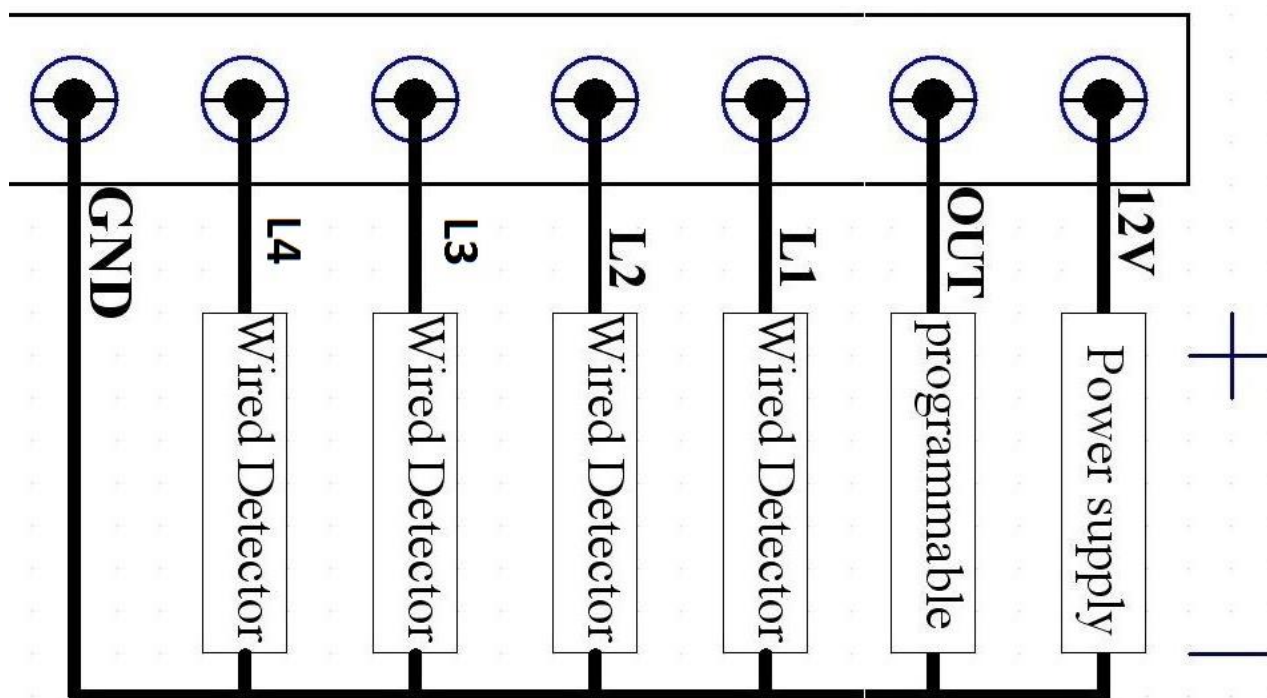 GND
L4
L3
L2
L1
OUT
12V
Wired Detector
Wired Detector
Wired Detector
Wired Detector
programmable
Power supply